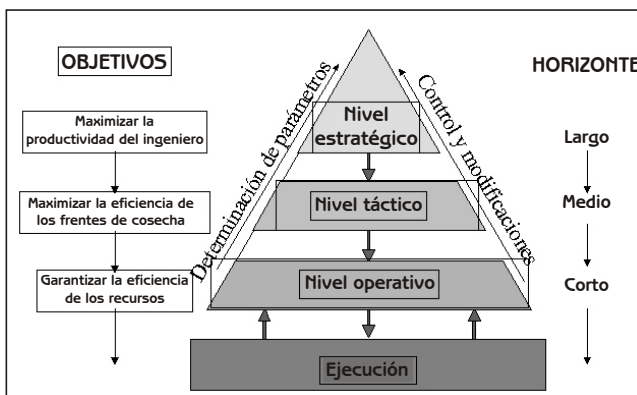 OBJETIVOS
Maximizar la
productividad del ingeniero
Maximizar la eficiencia de
los frentes de cosecha
Garantizar la eficiencia
de los recursos
Determinación de parámetros
Nivel
estratégico
Nivel táctico
Nivel operativo
Ejecución
Control y modificaciones
HORIZONTE
Largo
Medio
Corto